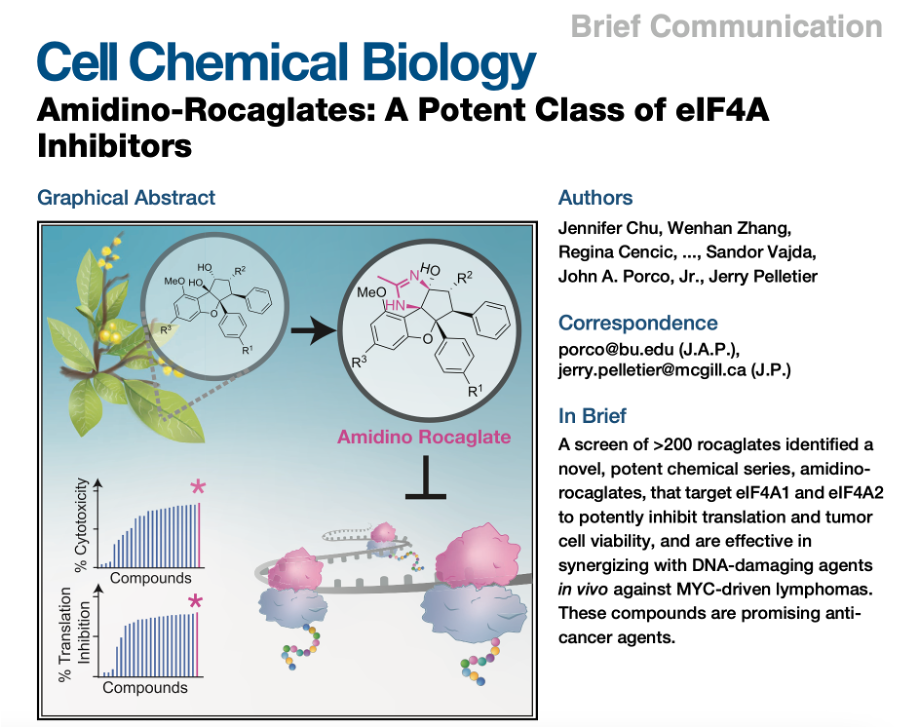 Brief Communication
Cell Chemical Biology
Amidino-Rocaglates: A Potent Class of eIF4A
Inhibitors
Graphical Abstract
HO
R²
MeO
HO
O
R³
R¹
HO
N
R²
MeO
HN
O
R³
R¹
Amidino Rocaglate
% Cytotoxicity
*
Compounds
% Translation
Inhibition
*
Compounds
Authors
Jennifer Chu, Wenhan Zhang,
Regina Cencic, ..., Sandor Vajda,
John A. Porco, Jr., Jerry Pelletier
Correspondence
porco@bu.edu (J.A.P.),
jerry.pelletier@mcgill.ca (J.P.)
In Brief
A screen of >200 rocaglates identified a
novel, potent chemical series, amidino-
rocaglates, that target eIF4A1 and eIF4A2
to potently inhibit translation and tumor
cell viability, and are effective in
synergizing with DNA-damaging agents
in vivo against MYC-driven lymphomas.
These compounds are promising anti-
cancer agents.